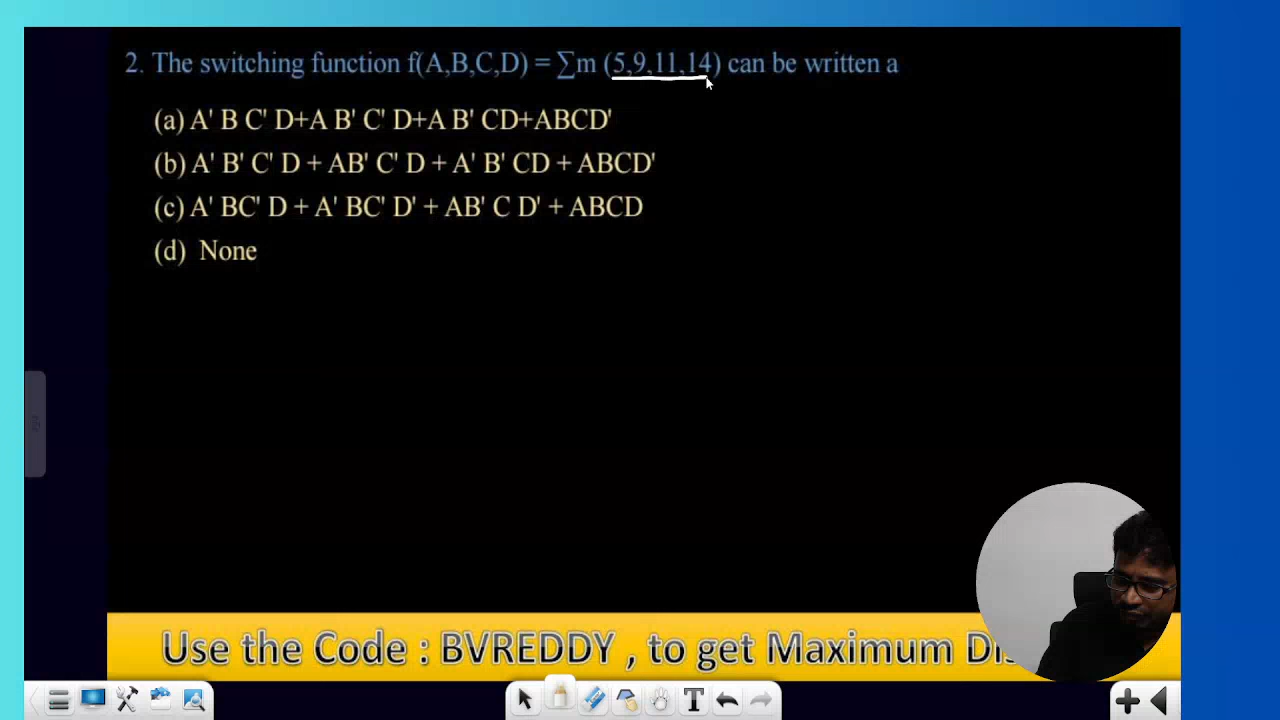 2. The switching function f(A,B,C,D) = ∑m (5,9,11,14) can be written a
(a) A' B C' D+A B' C' D+A B' CD+ABCD'
(b) A' B' C' D + AB' C' D + A' B' CD + ABCD'
(c) A' BC' D + A' BC' D' + AB' C D' + ABCD
(d) None
Use the Code : BVREDDY , to get Maximum
T